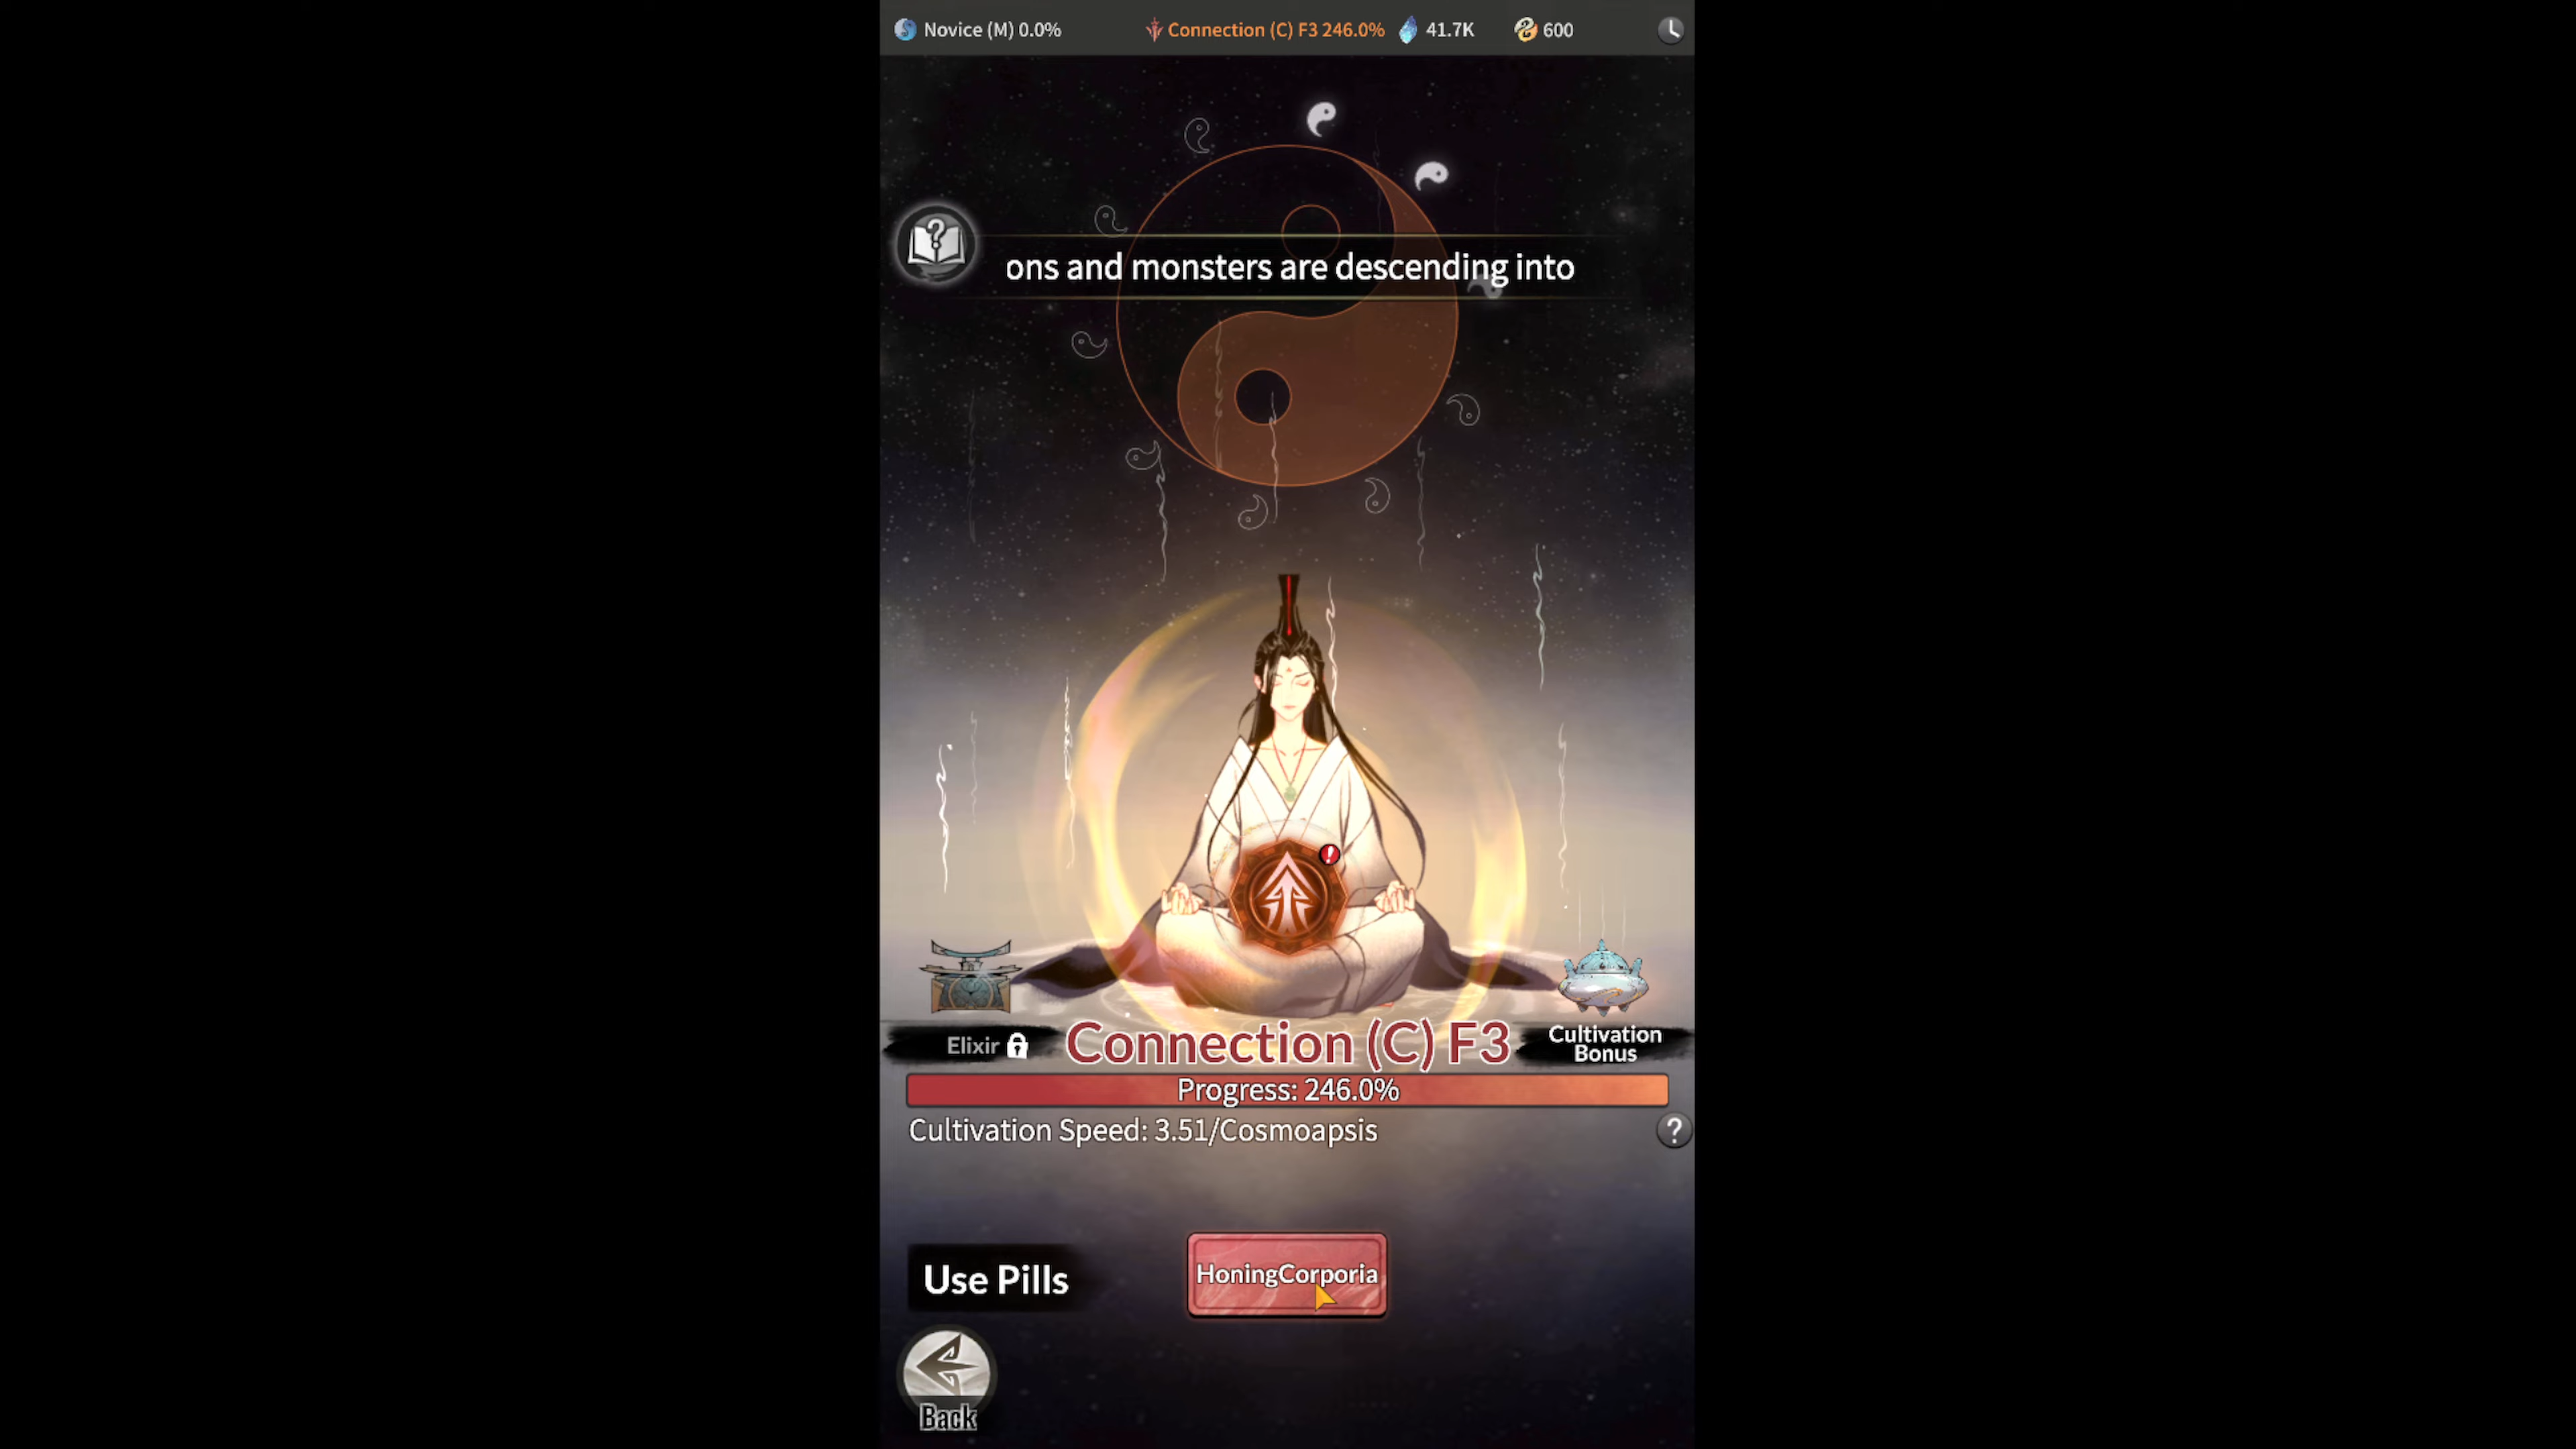 Novice (M) 0.0%
Connection (C) F3 246.0%
41.7K
600
ons and monsters are descending into
Elixir
Connection (C) F3
Cultivation
Bonus
Progress: 246.0%
Cultivation Speed: 3.51/Cosmoapsis
?
Use Pills
HoningCorporia
Back